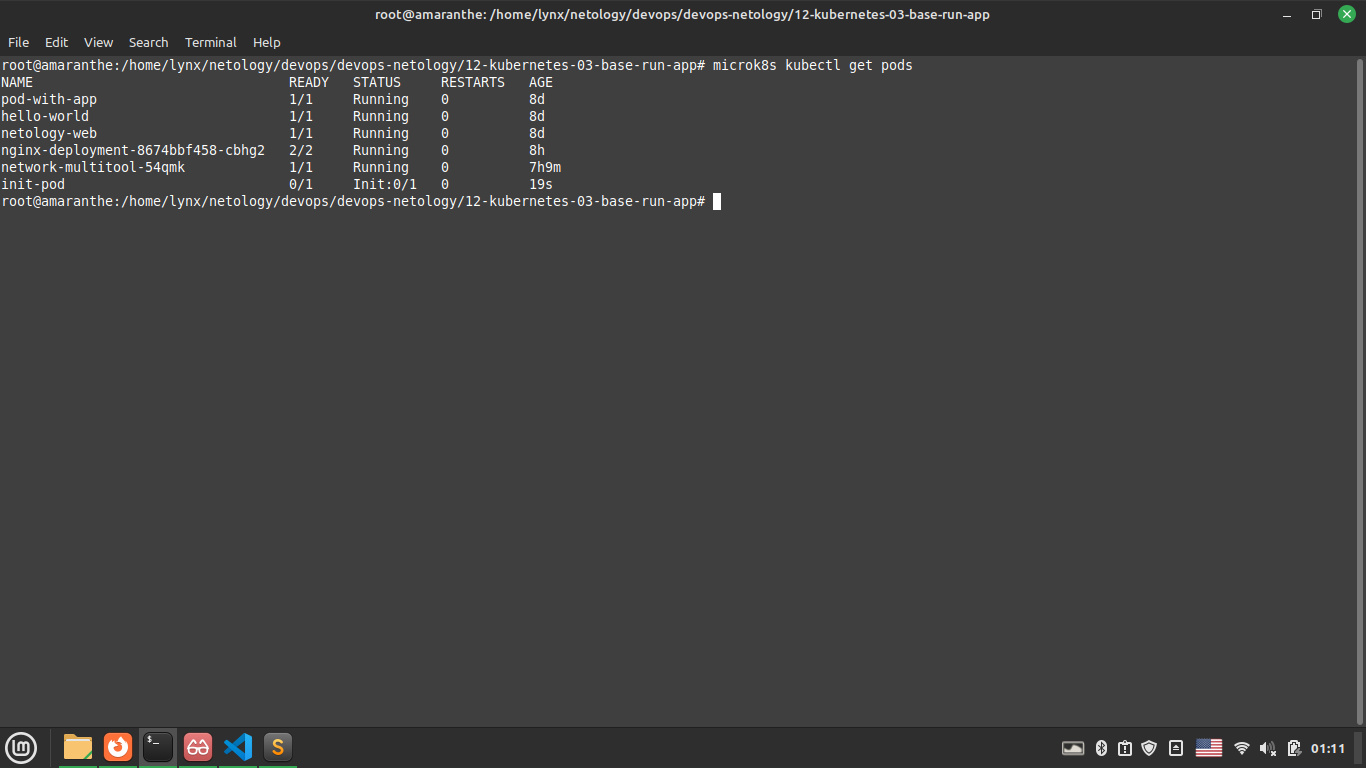 root@amaranthe: /home/lynx/netology/devops/devops-netology/12-kubernetes-03-base-run-app
File Edit View Search Terminal Help
root@amaranthe:/home/lynx/netology/devops/devops-netology/12-kubernetes-03-base-run-app# microk8s kubectl get pods
NAME                                READY   STATUS     RESTARTS   AGE
pod-with-app                        1/1     Running    0          8d
hello-world                         1/1     Running    0          8d
netology-web                        1/1     Running    0          8d
nginx-deployment-8674bbf458-cbhg2   2/2     Running    0          8h
network-multitool-54qmk             1/1     Running    0          7h9m
init-pod                            0/1     Init:0/1   0          19s
root@amaranthe:/home/lynx/netology/devops/devops-netology/12-kubernetes-03-base-run-app#
$_ S 01:11